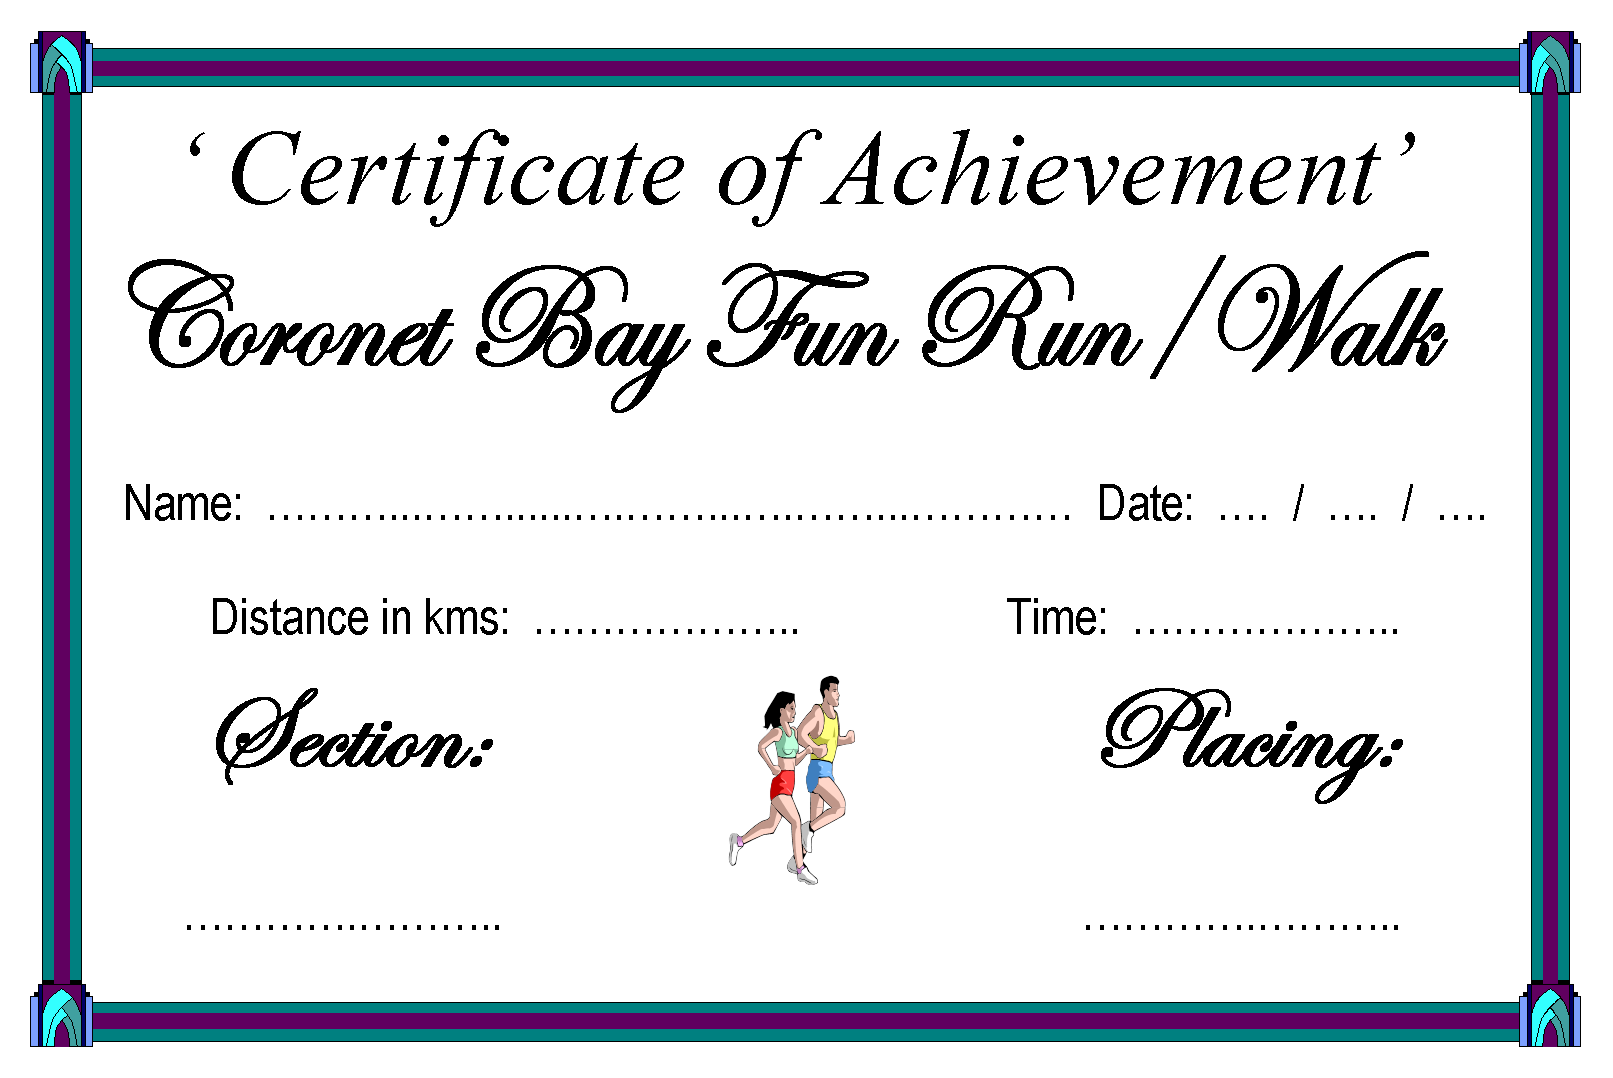 ‘ Certificate of Achievement’
Coronet Bay Fun Run / Walk
Name: ………...……......….……...….……...………… Date: …. / …. / ….
Distance in kms: ……………….. Time: ………………..
Section: Placing:
…………..……….. …………..………..